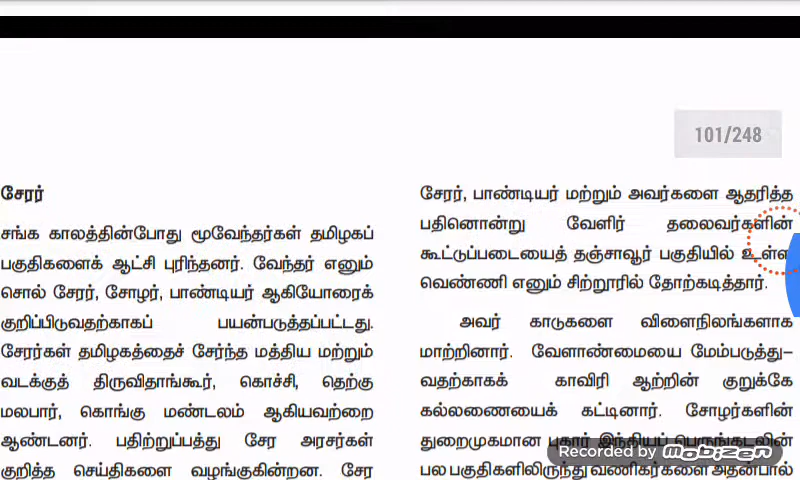 101/248
சேரர்
சங்க காலத்தின்போது மூவேந்தர்கள் தமிழகப்
பகுதிகளைக் ஆட்சி புரிந்தனர். வேந்தர் எனும்
சொல் சேரர், சோழர், பாண்டியர் ஆகியோரைக்
குறிப்பிடுவதற்காகப் பயன்படுத்தப்பட்டது.
சேரர்கள் தமிழகத்தைச் சேர்ந்த மத்திய மற்றும்
வடக்குத் திருவிதாங்கூர், கொச்சி, தெற்கு
மலபார், கொங்கு மண்டலம் ஆகியவற்றை
ஆண்டனர். பதிற்றுப்பத்து சேர அரசர்கள்
குறித்த செய்திகளை வழங்குகின்றன. சேர
சேரர், பாண்டியர் மற்றும் அவர்களை ஆதரித்த
பதினொன்று வேளிர் தலைவர்களின்
கூட்டுப்படையைத் தஞ்சாவூர் பகுதியில் உள்ள
வெண்ணி எனும் சிற்றூரில் தோற்கடித்தார்.
அவர் காடுகளை விளைநிலங்களாக
மாற்றினார். வேளாண்மையை மேம்படுத்து-
வதற்காகக் காவிரி ஆற்றின் குறுக்கே
கல்லணையைக் கட்டினார். சோழர்களின்
துறைமுகமான புகார் இந்தியப் பெருங்கடலின்
பல பகுதிகளிலிருந்து வணிகர்களை அதன்பால்
Recorded by mobizen